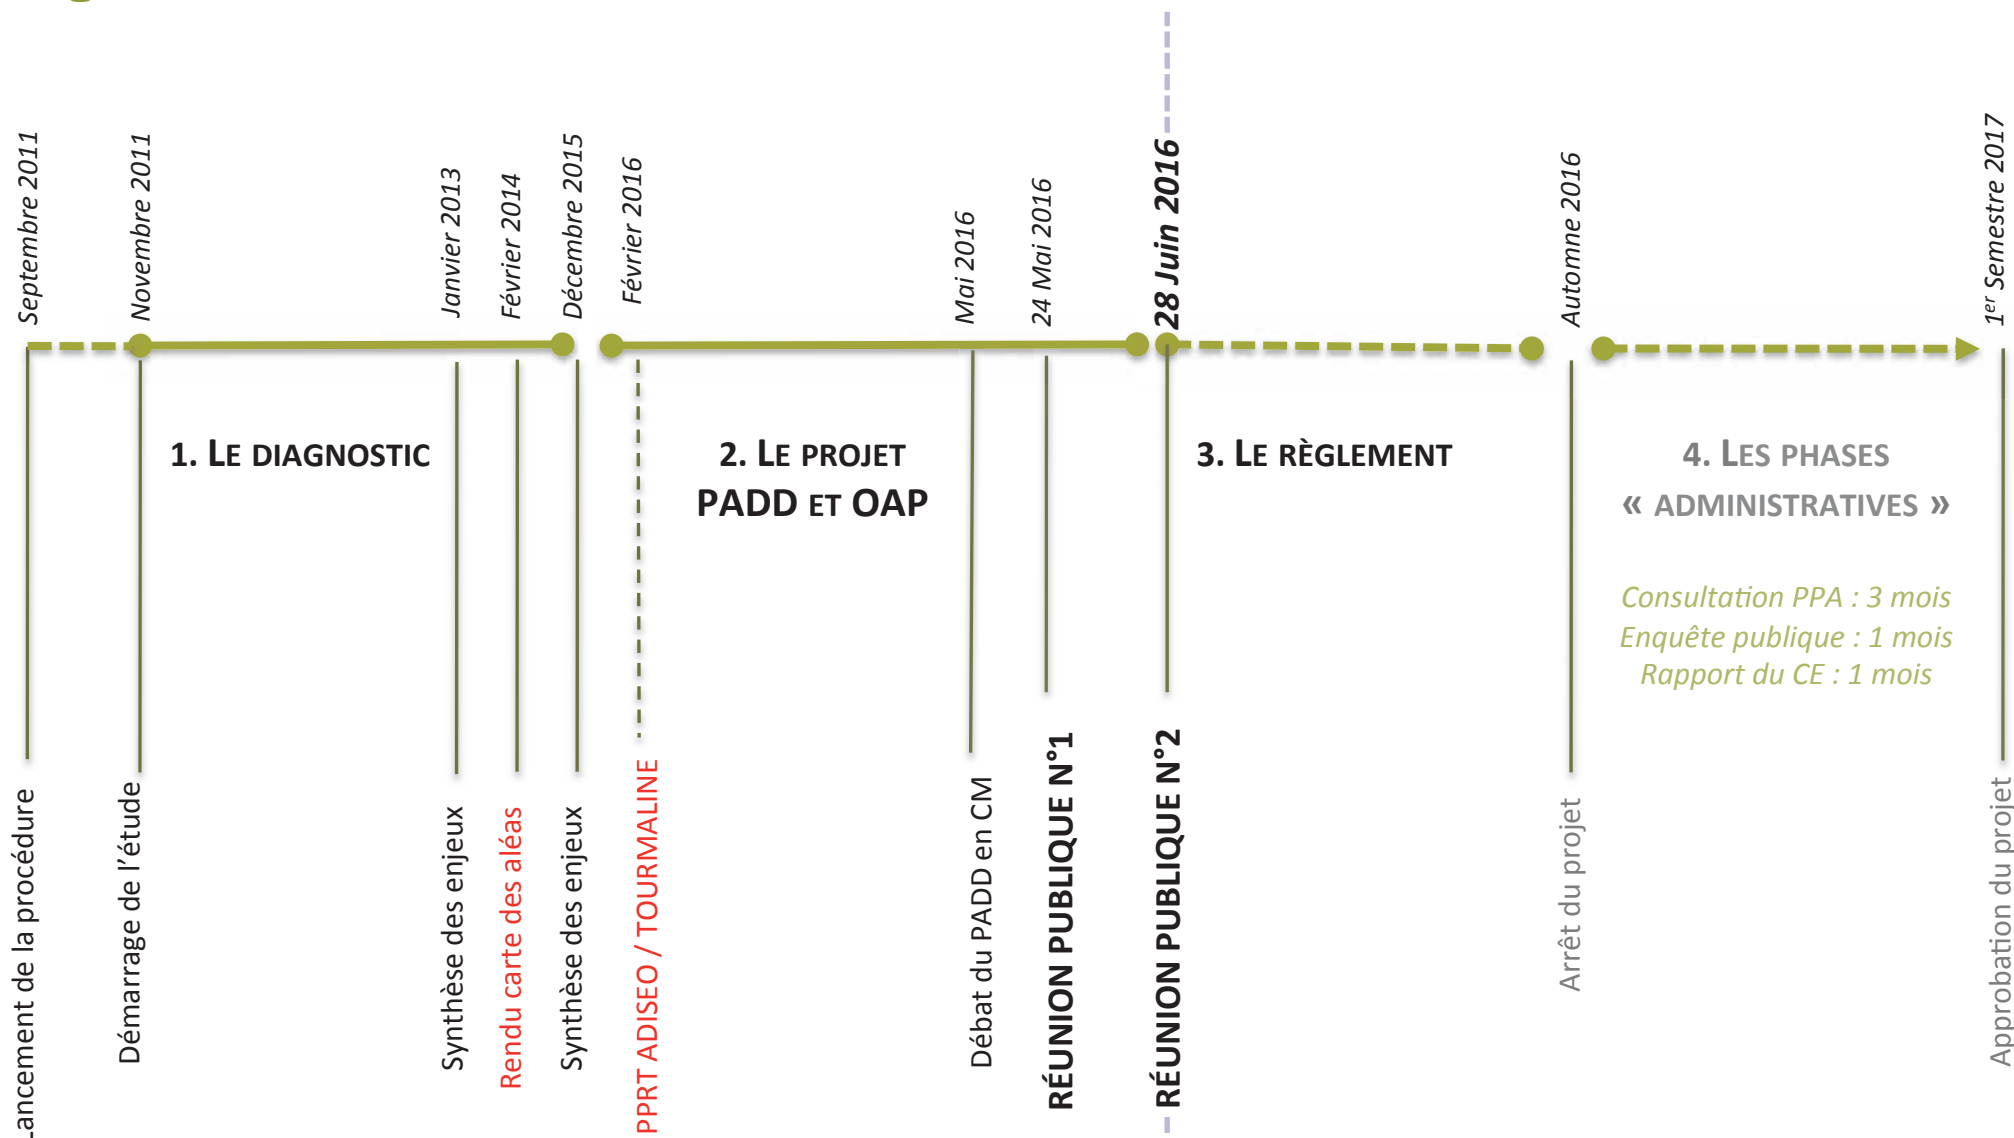 Septembre 2011
Novembre 2011
Janvier 2013
Février 2014
Décembre 2015
Février 2016
Mai 2016
24 Mai 2016
28 Juin 2016
Automne 2016
1er Semestre 2017
1. LE DIAGNOSTIC
2. LE PROJET
PADD ET OAP
3. LE RÈGLEMENT
4. LES PHASES
« ADMINISTRATIVES »
Consultation PPA : 3 mois
Enquête publique : 1 mois
Rapport du CE : 1 mois
Lancement de la procédure
Démarrage de l'étude
Synthèse des enjeux
Rendu carte des aléas
Synthèse des enjeux
PPRT ADISEO / TOURMALINE
Débat du PADD en CM
RÉUNION PUBLIQUE N°1
RÉUNION PUBLIQUE N°2
Arrêt du projet
Approbation du projet